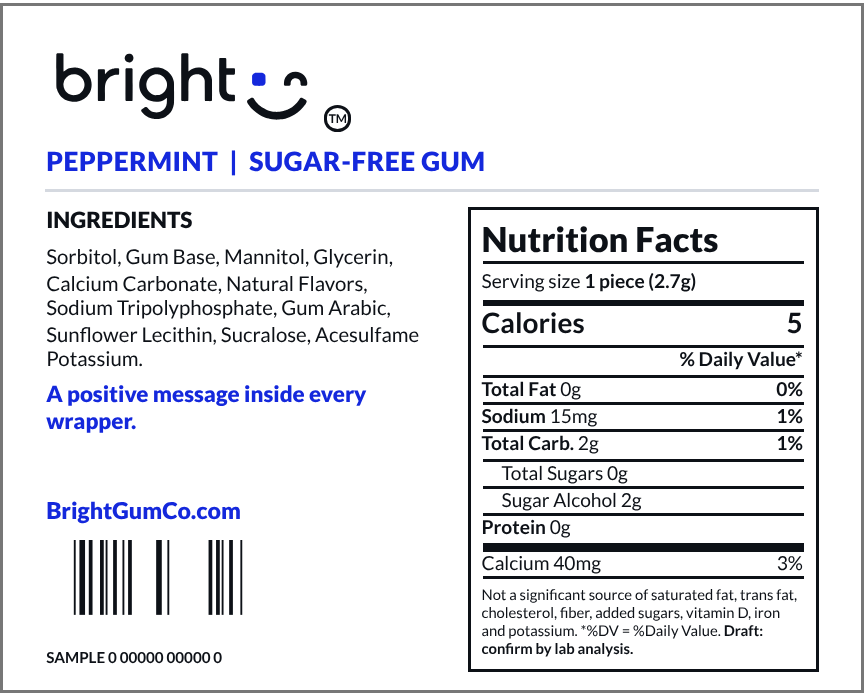 bright
TM
PEPPERMINT | SUGAR-FREE GUM
INGREDIENTS
Sorbitol, Gum Base, Mannitol, Glycerin,
Calcium Carbonate, Natural Flavors,
Sodium Tripolyphosphate, Gum Arabic,
Sunflower Lecithin, Sucralose, Acesulfame
Potassium.
A positive message inside every
wrapper.
BrightGumCo.com
SAMPLE 0 00000 00000 0
Nutrition Facts
Serving size 1 piece (2.7g)
Calories 5
% Daily Value*
Total Fat 0g 0%
Sodium 15mg 1%
Total Carb. 2g 1%
Total Sugars 0g
Sugar Alcohol 2g
Protein 0g
Calcium 40mg 3%
Not a significant source of saturated fat, trans fat,
cholesterol, fiber, added sugars, vitamin D, iron
and potassium. *%DV = %Daily Value. Draft:
confirm by lab analysis.